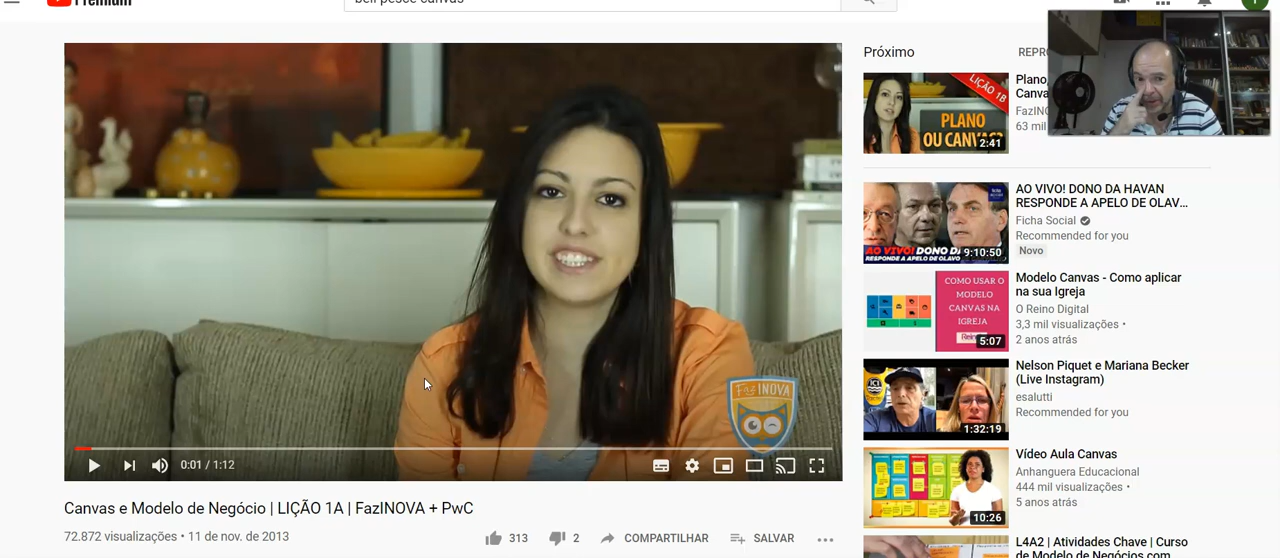 Premium
bell pesce canvas
FazINOVA
0:01 / 1:12
Canvas e Modelo de Negócio | LIÇÃO 1A | FazINOVA + PwC
72.872 visualizações • 11 de nov. de 2013
313
2
COMPARTILHAR
SALVAR
Próximo
REPR
LIÇÃO 18
PLANO
OU CANVAS?
2:41
Plano
Canva
FazIN
63 mil
AO VIVO! DONO DA
RESPONDE A APELO DE OLAVO
9:10:50
AO VIVO! DONO DA HAVAN
RESPONDE A APELO DE OLAV...
Ficha Social
Recommended for you
Novo
COMO USAR O
MODELO
CANVAS NA
IGREJA
5:07
Modelo Canvas - Como aplicar
na sua Igreja
O Reino Digital
3,3 mil visualizações •
2 anos atrás
1:32:19
Nelson Piquet e Mariana Becker
(Live Instagram)
esalutti
Recommended for you
10:26
Vídeo Aula Canvas
Anhanguera Educacional
444 mil visualizações •
5 anos atrás
L4A2 | Atividades Chave | Curso
de Modelo de Negócios com